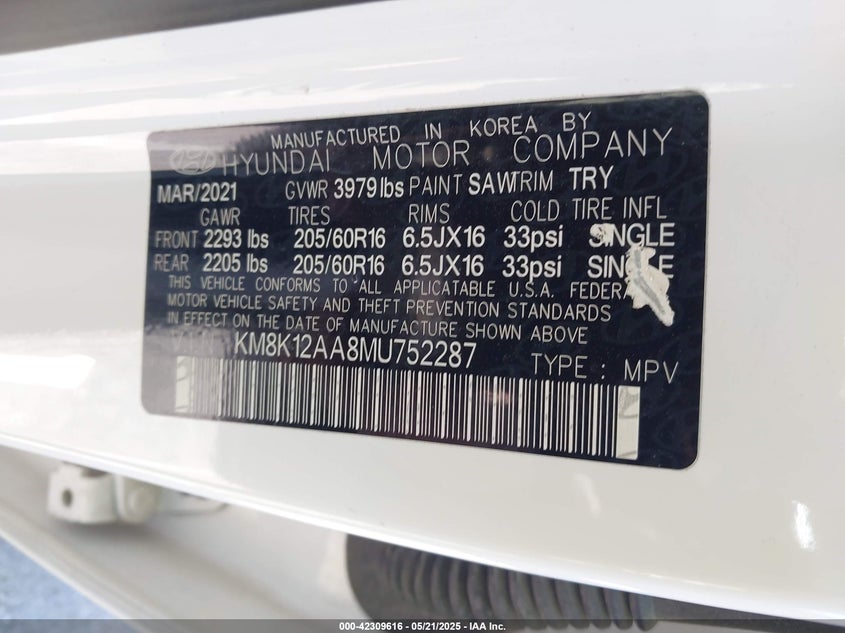 MANUFACTURED IN KOREA BY
HYUNDAI MOTOR COMPANY
MAR/2021 GVWR 3979 lbs PAINT SAW TRIM TRY
GAWR TIRES RIMS COLD TIRE INFL
FRONT 2293 lbs 205/60R16 6.5JX16 33psi SINGLE
REAR 2205 lbs 205/60R16 6.5JX16 33psi SINGLE
THIS VEHICLE CONFORMS TO ALL APPLICATABLE U.S.A. FEDERAL
MOTOR VEHICLE SAFETY AND THEFT PREVENTION STANDARDS
IN EFFECT ON THE DATE OF MANUFACTURE SHOWN ABOVE
KM8K12AA8MU752287 TYPE : MPV
000-42309616 - 05/21/2025 - IAA, Inc.